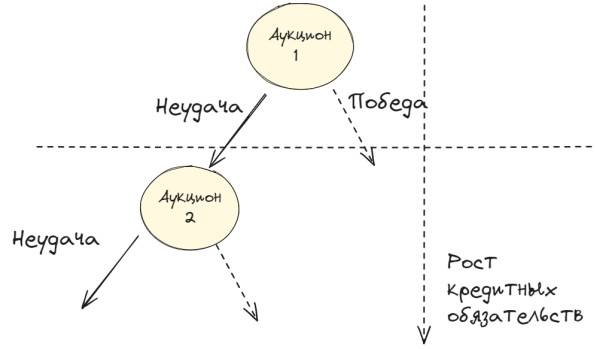 Аукцион
1
Неудача
Победа
Аукцион
2
Неудача
Рост
кредитных
обязательств